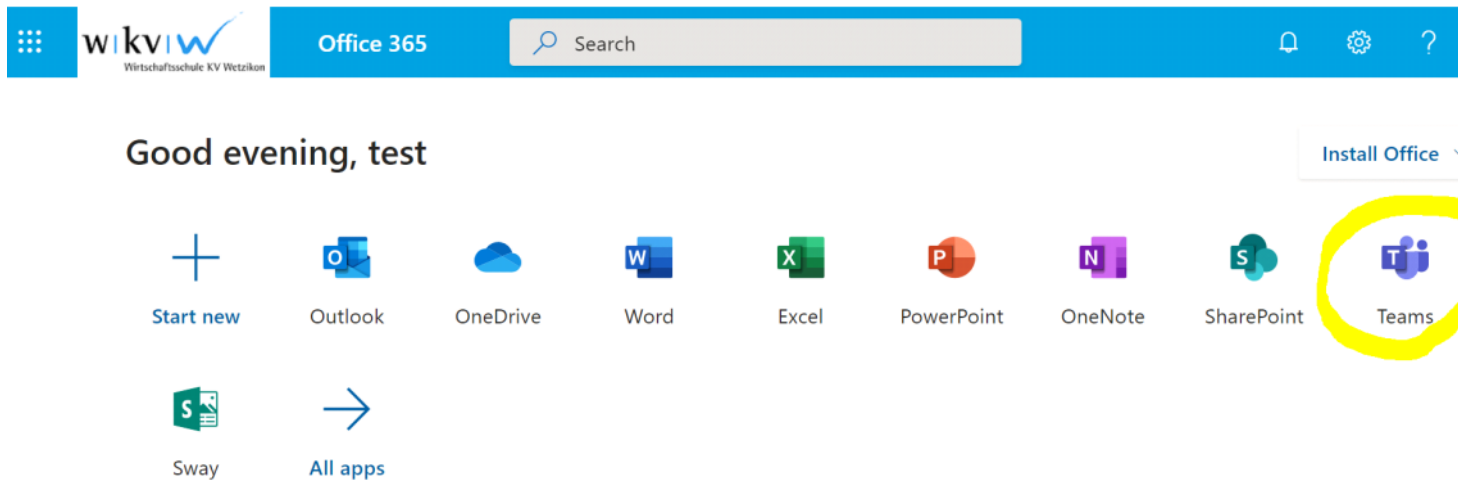 wikviw
Wirtschaftsschule KV Wetzikon
Office 365
Search
Good evening, test
Install Office
Start new
Outlook
OneDrive
Word
Excel
PowerPoint
OneNote
SharePoint
Teams
Sway
All apps